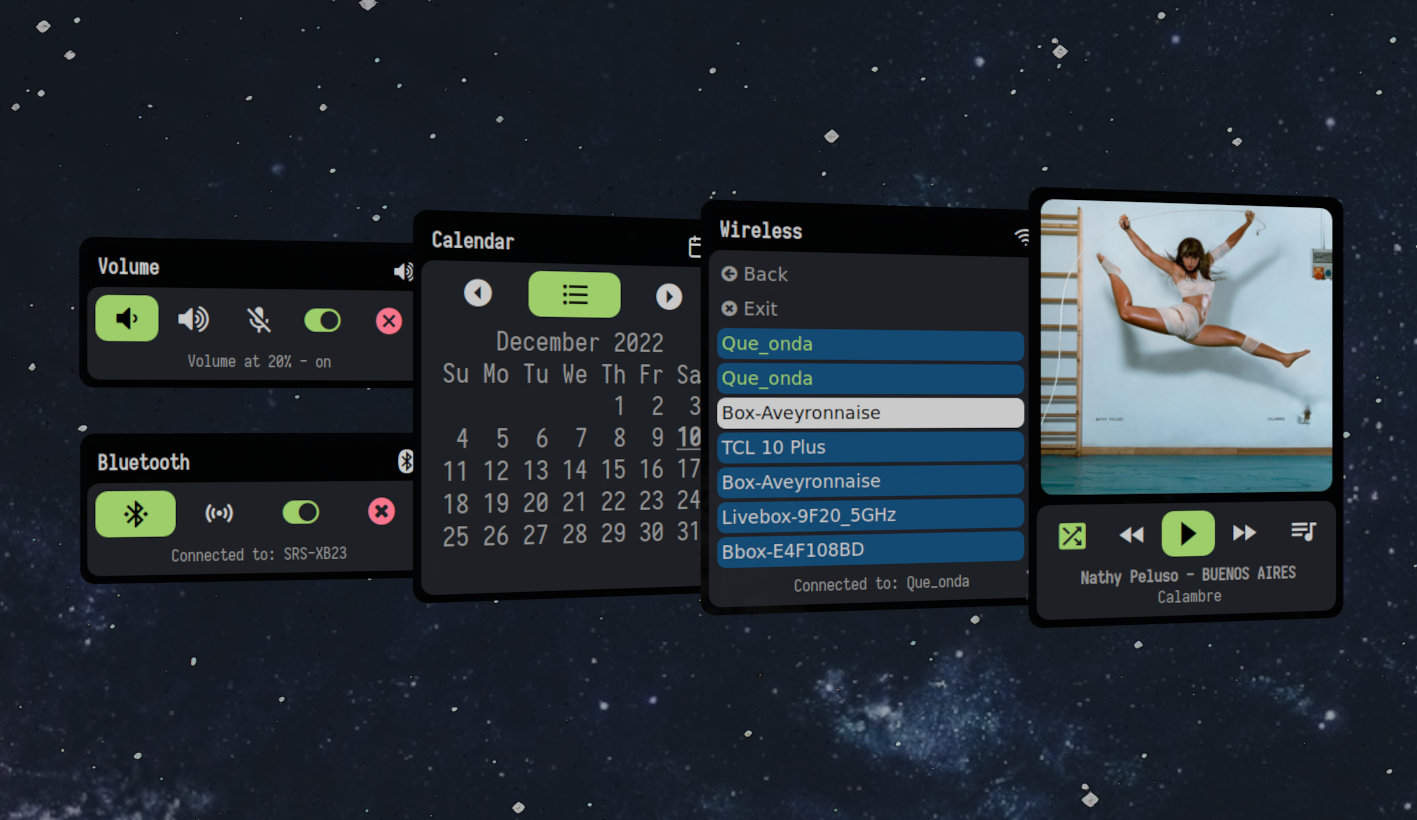 Volume
Volume at 20% - on
Bluetooth
Connected to: SRS-XB23
Calendar
December 2022
Su Mo Tu We Th Fr Sa
1 2 3
4 5 6 7 8 9 10
11 12 13 14 15 16 17
18 19 20 21 22 23 24
25 26 27 28 29 30 31
Wireless
Back
Exit
Que_onda
Que_onda
Box-Aveyronnaise
TCL 10 Plus
Box-Aveyronnaise
Livebox-9F20_5GHz
Bbox-E4F108BD
Connected to: Que_onda
NATHY PELUSO
CALAMBRE
Nathy Peluso - BUENOS AIRES
Calambre